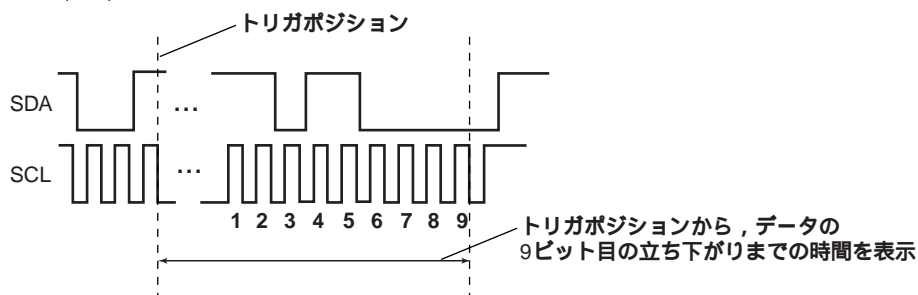 トリガポジション
SDA
...
SCL
...
1 2 3 4 5 6 7 8 9
トリガポジションから，データの
9ビット目の立ち下がりまでの時間を表示